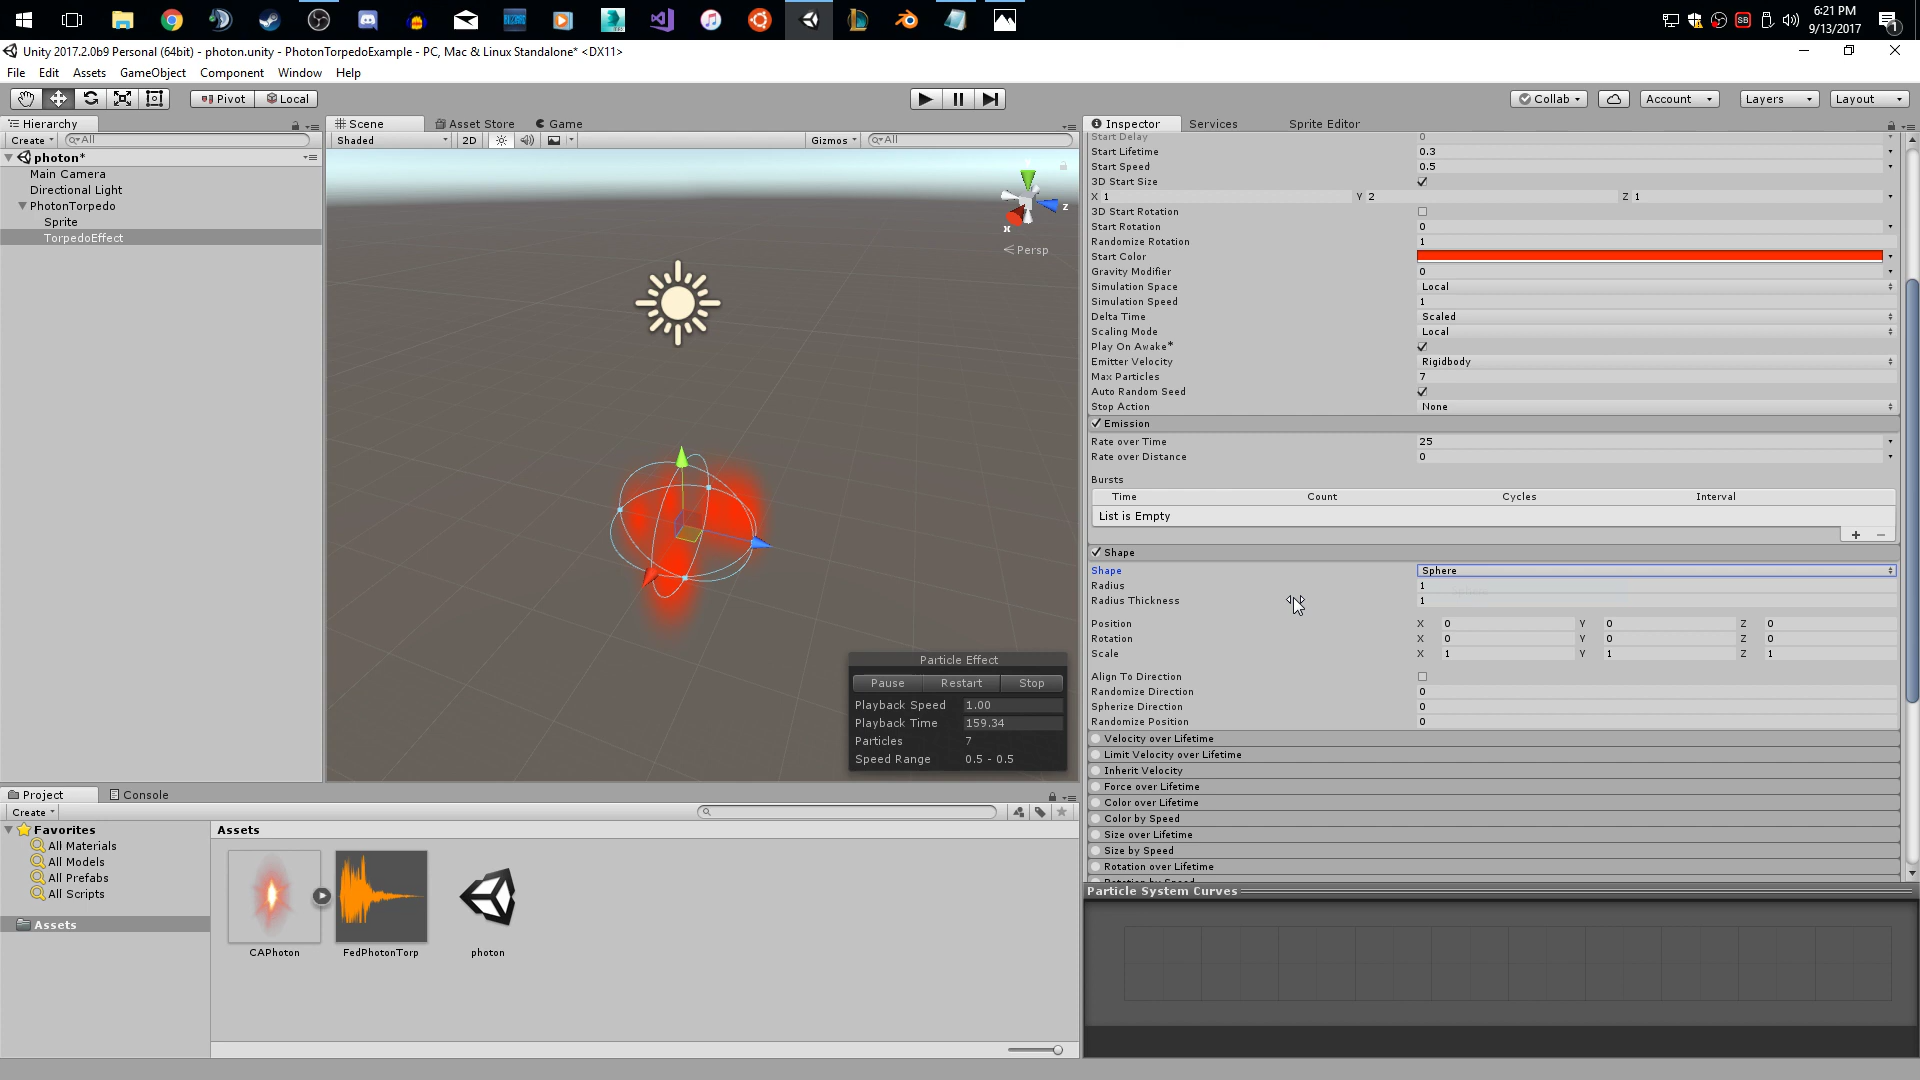 6:21 PM
9/13/2017
1
Unity 2017.2.0b9 Personal (64bit) - photon.unity - PhotonTorpedoExample - PC, Mac & Linux Standalone* <DX11>
File Edit Assets GameObject Component Window Help
Pivot Local Collab Account Layers Layout
Hierarchy
Create All
photon*
Main Camera
Directional Light
PhotonTorpedo
Sprite
TorpedoEffect
Scene Asset Store Game
Shaded 2D Gizmos All
z
x
Persp
Particle Effect
Pause Restart Stop
Playback Speed 1.00
Playback Time 159.34
Particles 7
Speed Range 0.5 - 0.5
Inspector Services Sprite Editor
Start Delay 0
Start Lifetime 0.3
Start Speed 0.5
3D Start Size
X 1 Y 2 Z 1
3D Start Rotation
Start Rotation 0
Randomize Rotation 1
Start Color
Gravity Modifier 0
Simulation Space Local
Simulation Speed 1
Delta Time Scaled
Scaling Mode Local
Play On Awake*
Emitter Velocity Rigidbody
Max Particles 7
Auto Random Seed
Stop Action None
Emission
Rate over Time 25
Rate over Distance 0
Bursts
Time Count Cycles Interval
List is Empty
Shape
Shape Sphere
Radius 1
Radius Thickness 1
Position X 0 Y 0 Z 0
Rotation X 0 Y 0 Z 0
Scale X 1 Y 1 Z 1
Align To Direction
Randomize Direction 0
Spherize Direction 0
Randomize Position 0
Velocity over Lifetime
Limit Velocity over Lifetime
Inherit Velocity
Force over Lifetime
Color over Lifetime
Color by Speed
Size over Lifetime
Size by Speed
Rotation over Lifetime
Rotation by Speed
Particle System Curves
Project Console
Create
Favorites
All Materials
All Models
All Prefabs
All Scripts
Assets
Assets
CAPhoton FedPhotonTorp photon